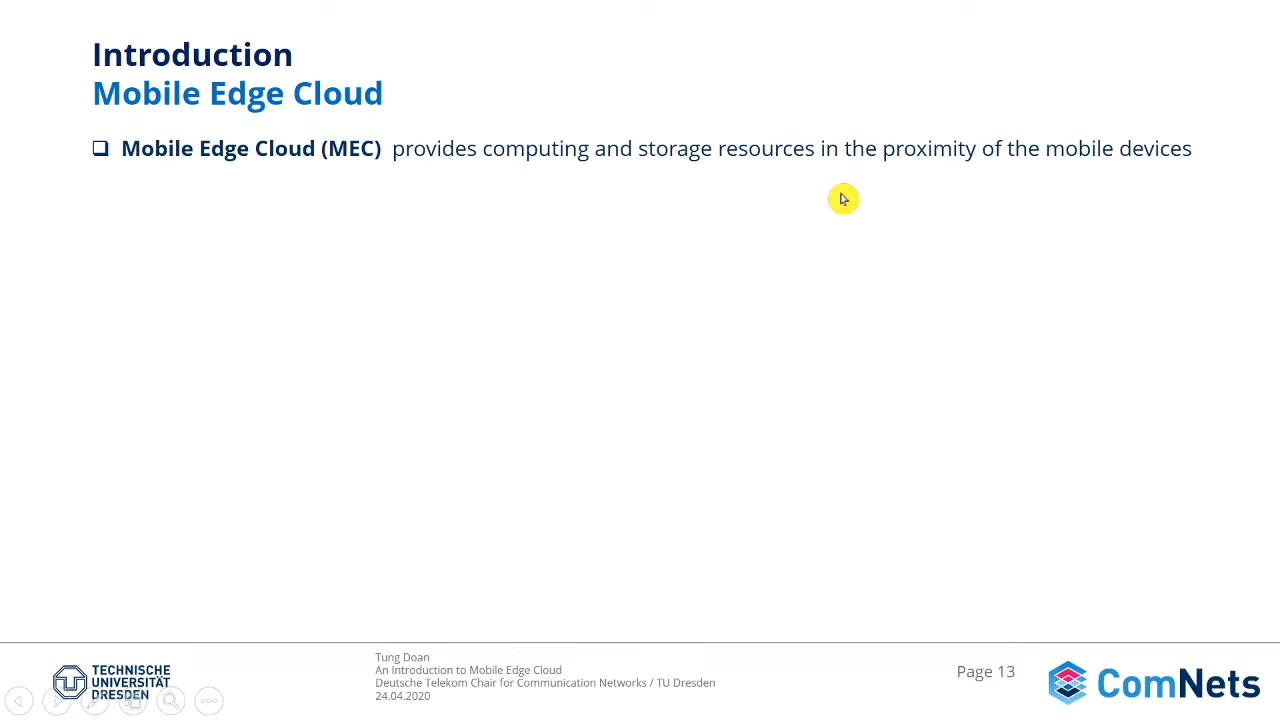 Introduction
Mobile Edge Cloud
Mobile Edge Cloud (MEC) provides computing and storage resources in the proximity of the mobile devices
TECHNISCHE
UNIVERSITÄT
DRESDEN
Tung Doan
An Introduction to Mobile Edge Cloud
Deutsche Telekom Chair for Communication Networks / TU Dresden
24.04.2020
Page 13
ComNets